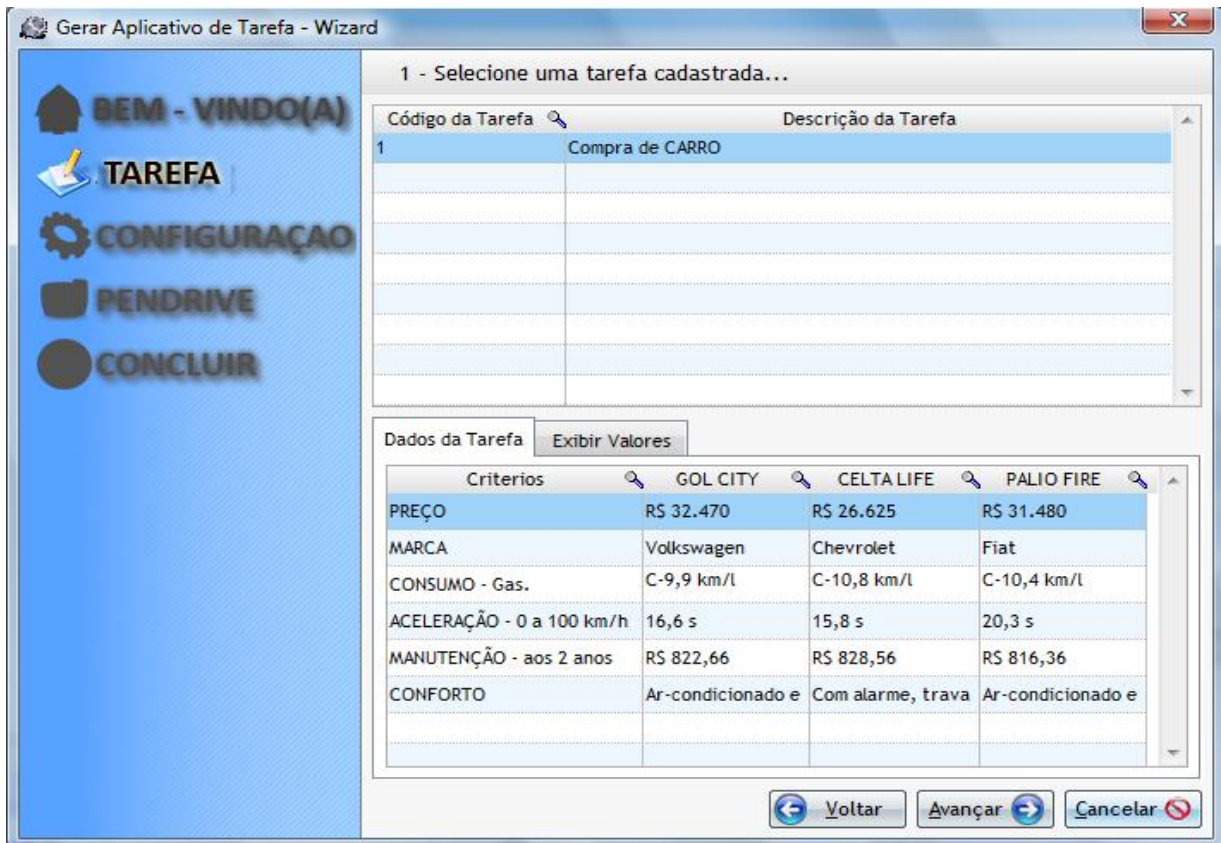 Gerar Aplicativo de Tarefa - Wizard
BEM - VINDO(A)
TAREFA
CONFIGURAÇAO
PENDRIVE
CONCLUIR
1 - Selecione uma tarefa cadastrada...
Código da Tarefa Descrição da Tarefa
1 Compra de CARRO
Dados da Tarefa Exibir Valores
Criterios GOL CITY CELTA LIFE PALIO FIRE
PREÇO R$ 32.470 R$ 26.625 R$ 31.480
MARCA Volkswagen Chevrolet Fiat
CONSUMO - Gas. C-9,9 km/l C-10,8 km/l C-10,4 km/l
ACELERAÇÃO - 0 a 100 km/h 16,6 s 15,8 s 20,3 s
MANUTENÇÃO - aos 2 anos R$ 822,66 R$ 828,56 R$ 816,36
CONFORTO Ar-condicionado e Com alarme, trava Ar-condicionado e
Voltar Avançar Cancelar